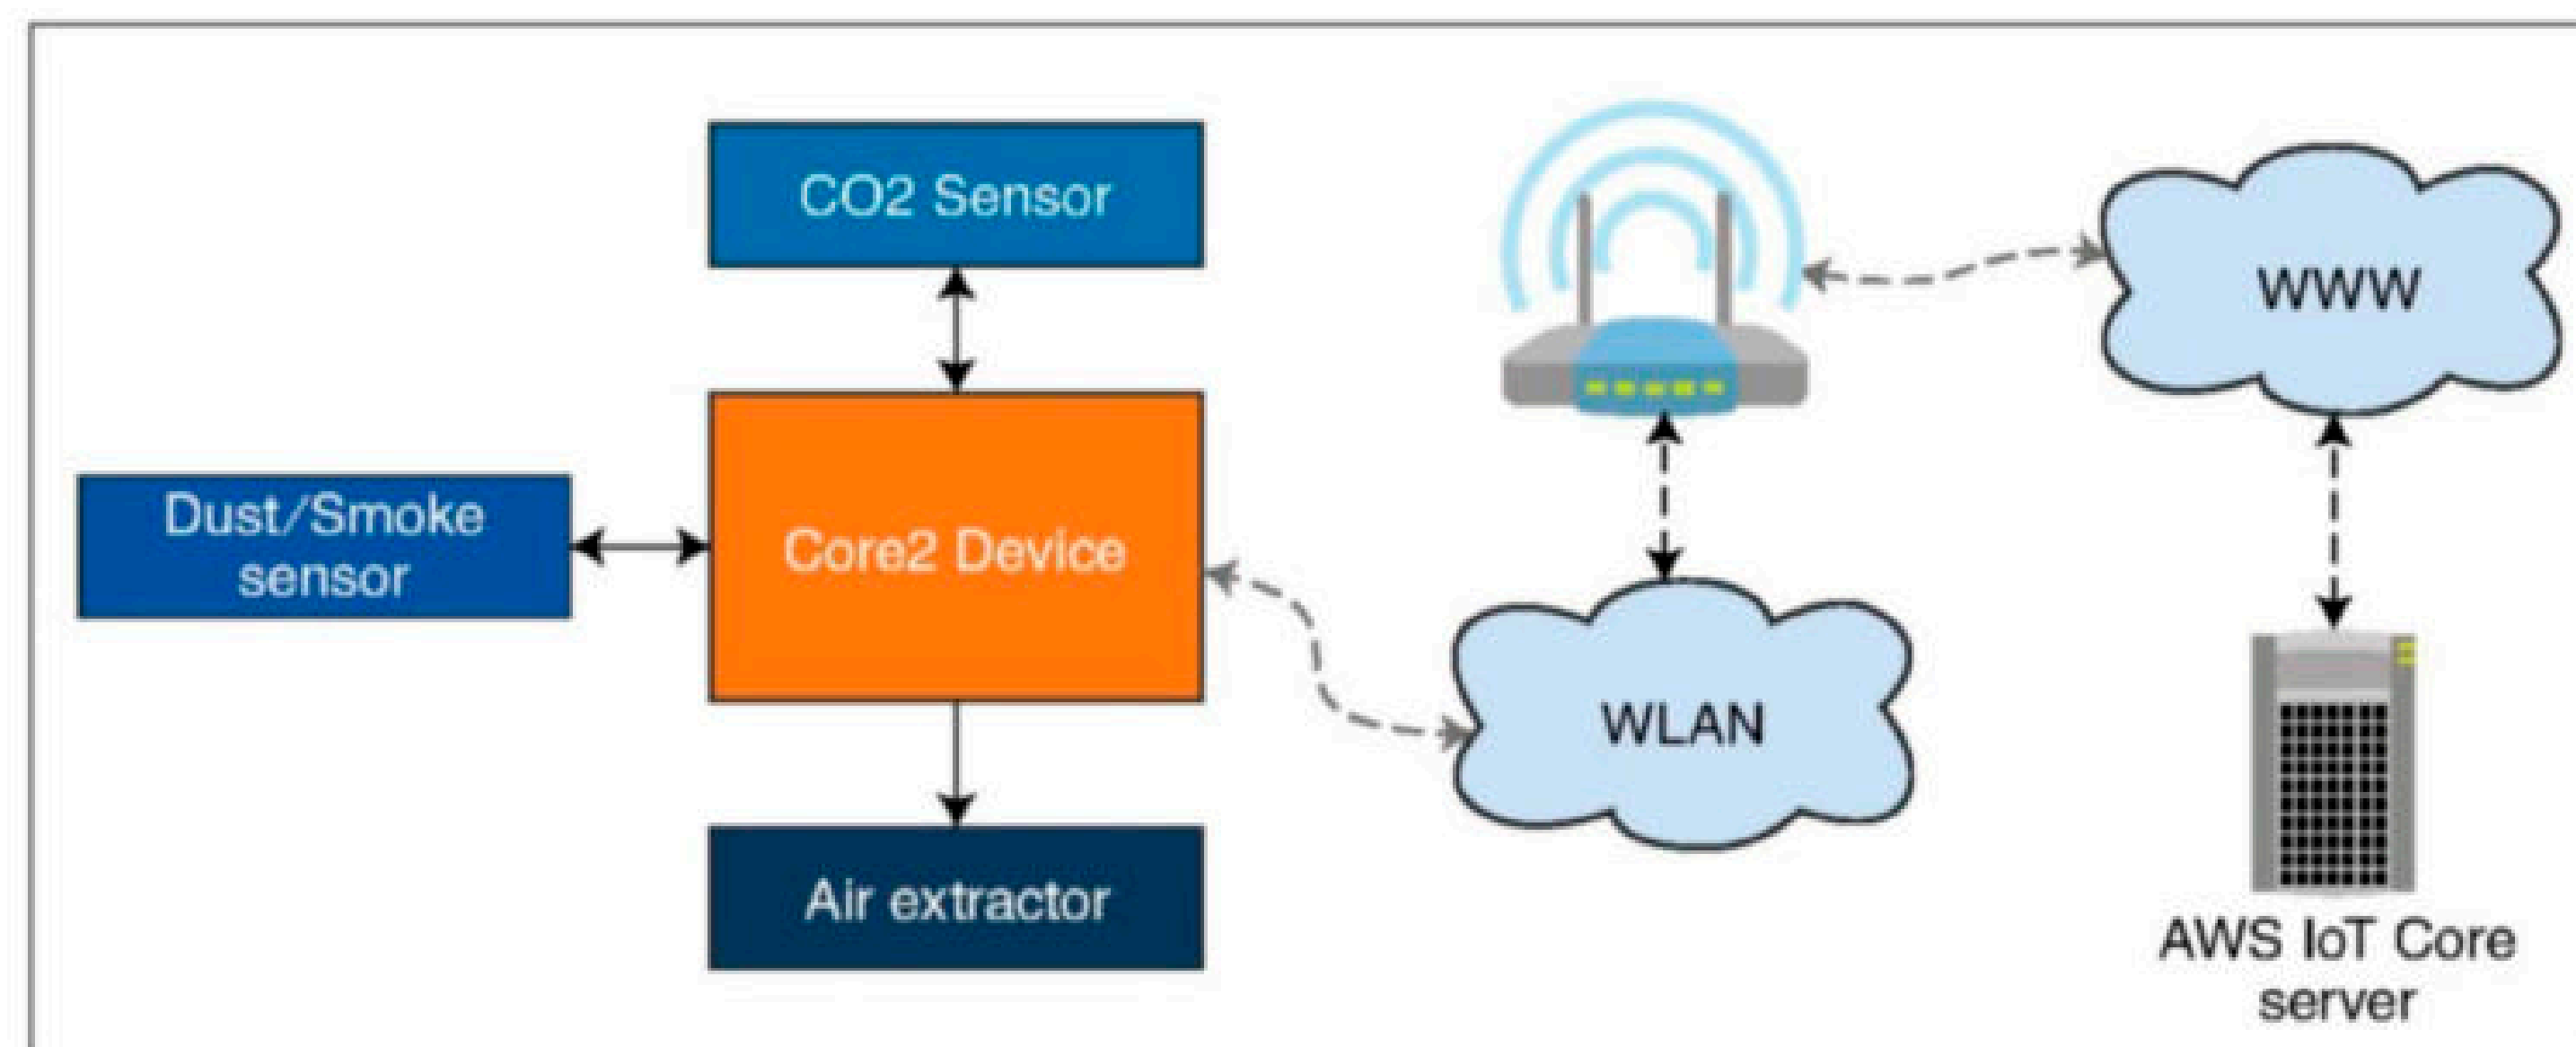 CO2 Sensor
Dust/Smoke
sensor
Core2 Device
Air extractor
WWW
WLAN
AWS IoT Core
server